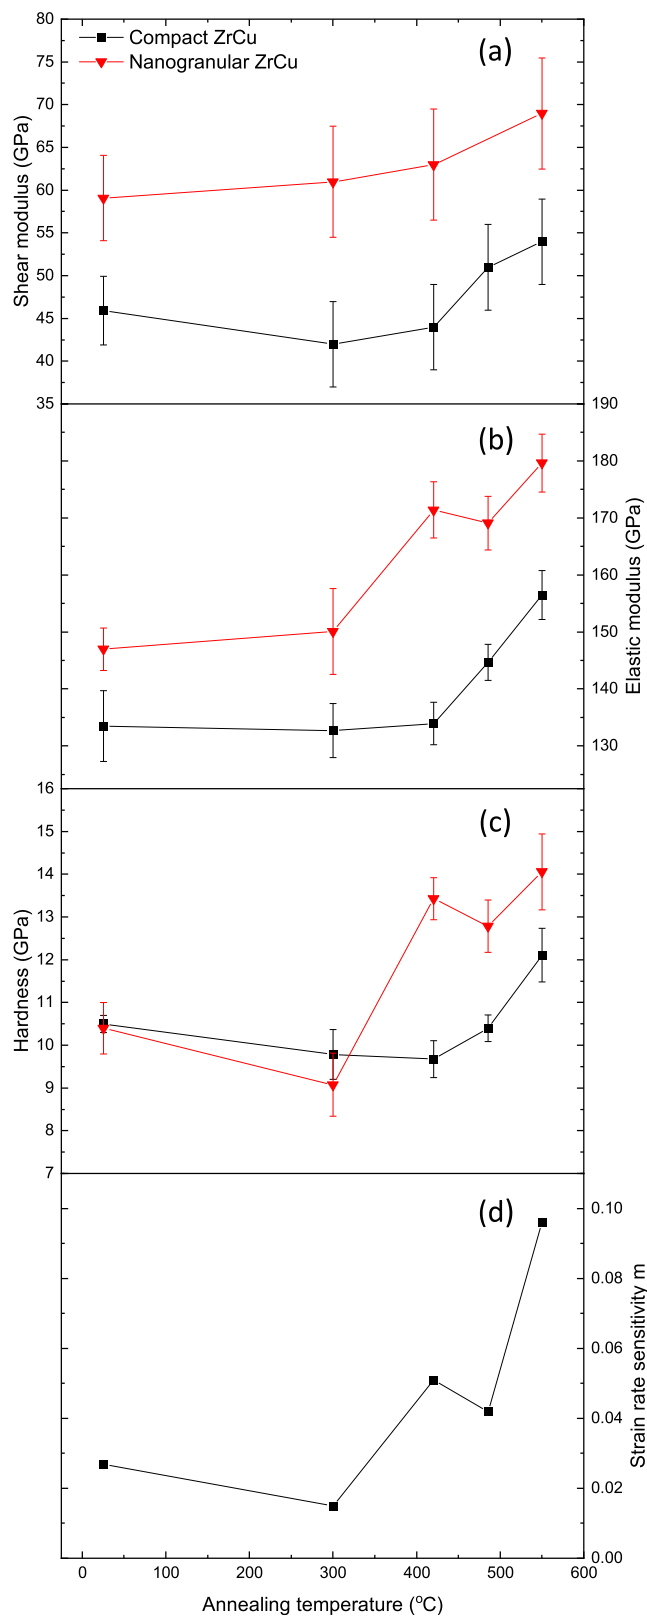 Compact ZrCu
Nanogranular ZrCu
(a)
80
75
70
65
60
55
50
45
40
35
Shear modulus (GPa)
(b)
190
180
170
160
150
140
130
Elastic modulus (GPa)
(c)
16
15
14
13
12
11
10
9
8
7
Hardness (GPa)
(d)
0.10
0.08
0.06
0.04
0.02
0.00
Strain rate sensitivity m
0 100 200 300 400 500 600
Annealing temperature (°C)